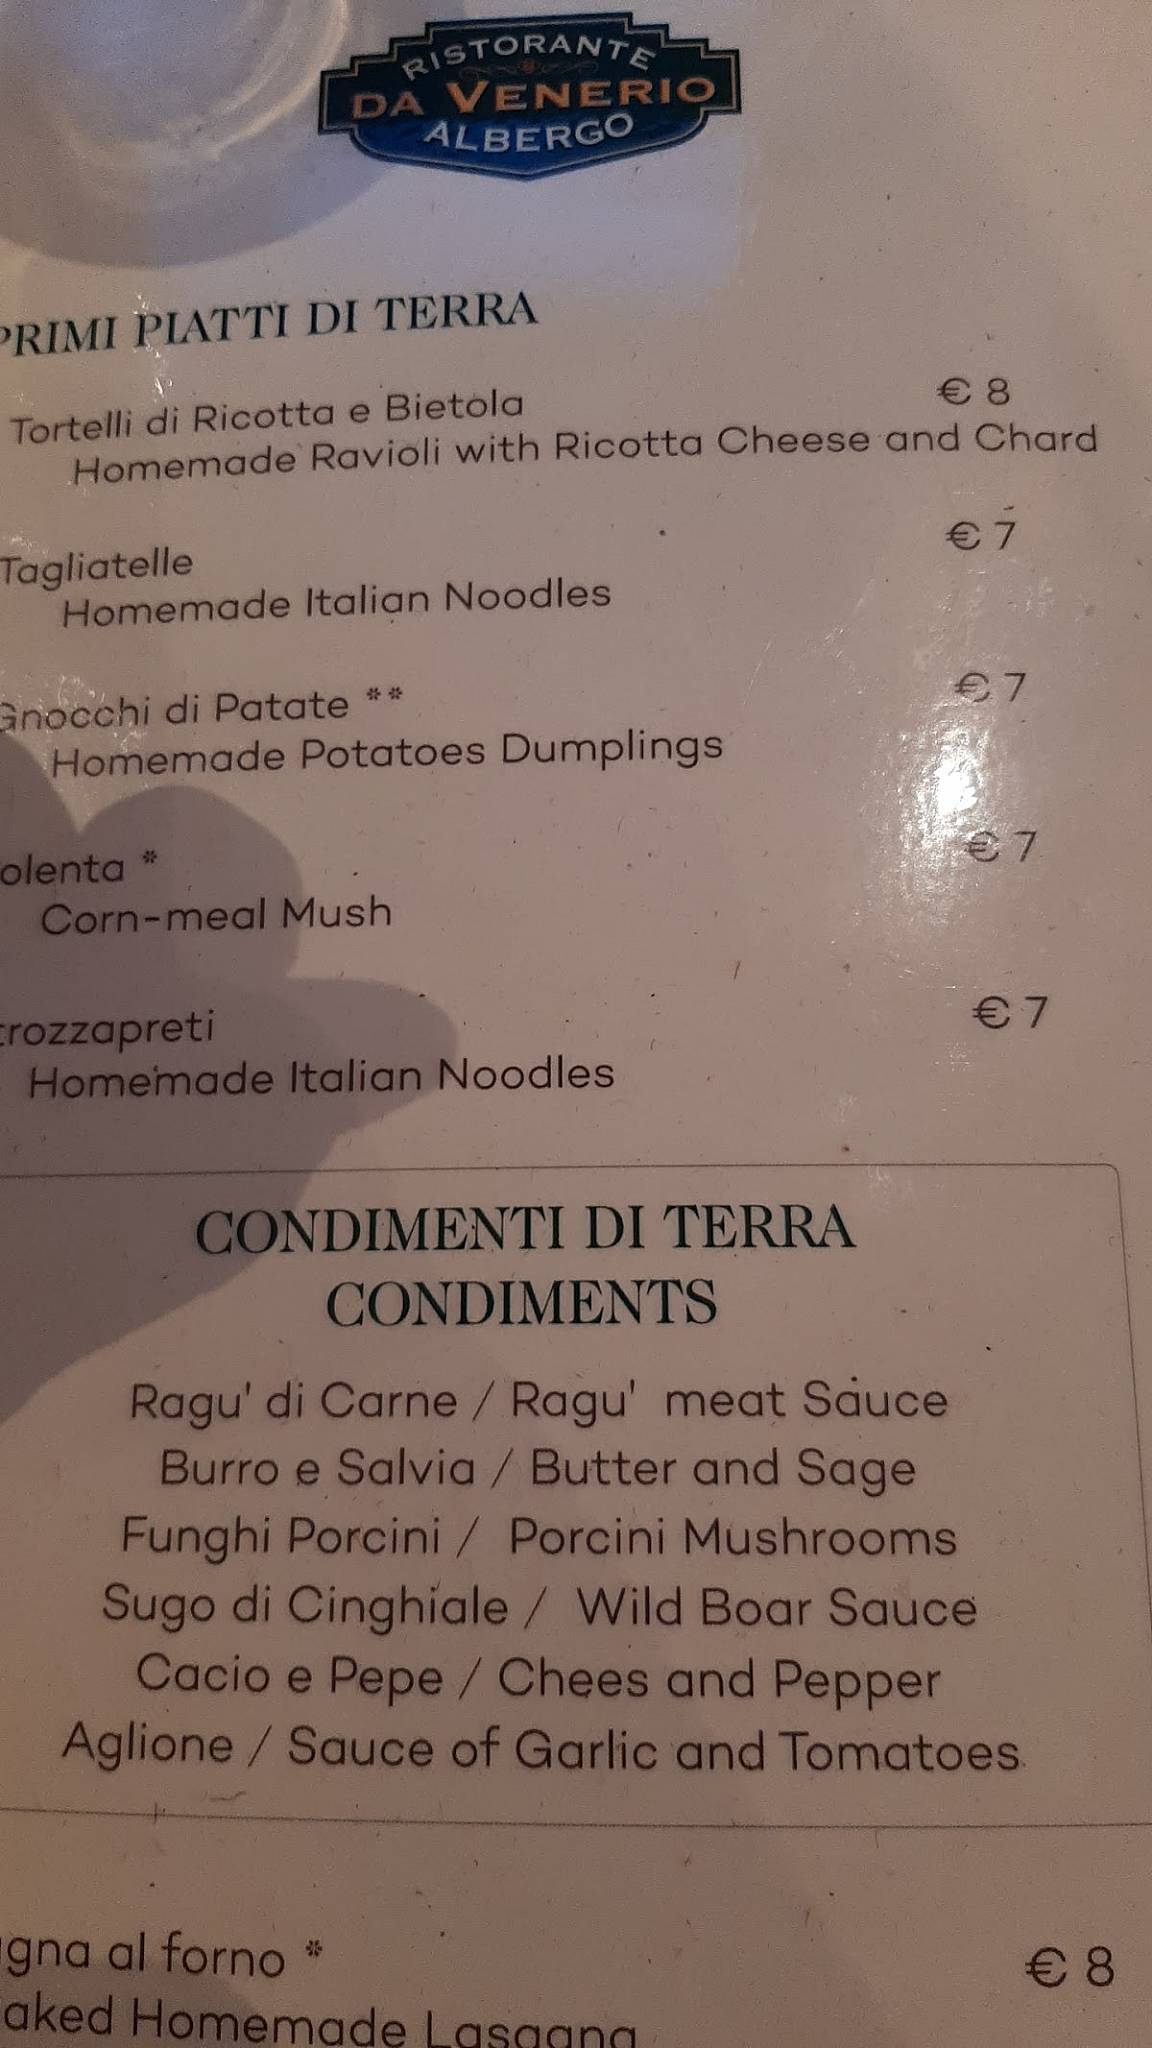 RISTORANTE
DA VENERIO
ALBERGO
PRIMI PIATTI DI TERRA
Tortelli di Ricotta e Bietola € 8
Homemade Ravioli with Ricotta Cheese and Chard
Tagliatelle € 7
Homemade Italian Noodles
Gnocchi di Patate ** € 7
Homemade Potatoes Dumplings
olenta * € 7
Corn-meal Mush
trozzapreti € 7
Homemade Italian Noodles
CONDIMENTI DI TERRA
CONDIMENTS
Ragu' di Carne / Ragu' meat Sauce
Burro e Salvia / Butter and Sage
Funghi Porcini / Porcini Mushrooms
Sugo di Cinghiale / Wild Boar Sauce
Cacio e Pepe / Chees and Pepper
Aglione / Sauce of Garlic and Tomatoes
gna al forno * € 8
aked Homemade Lasagna